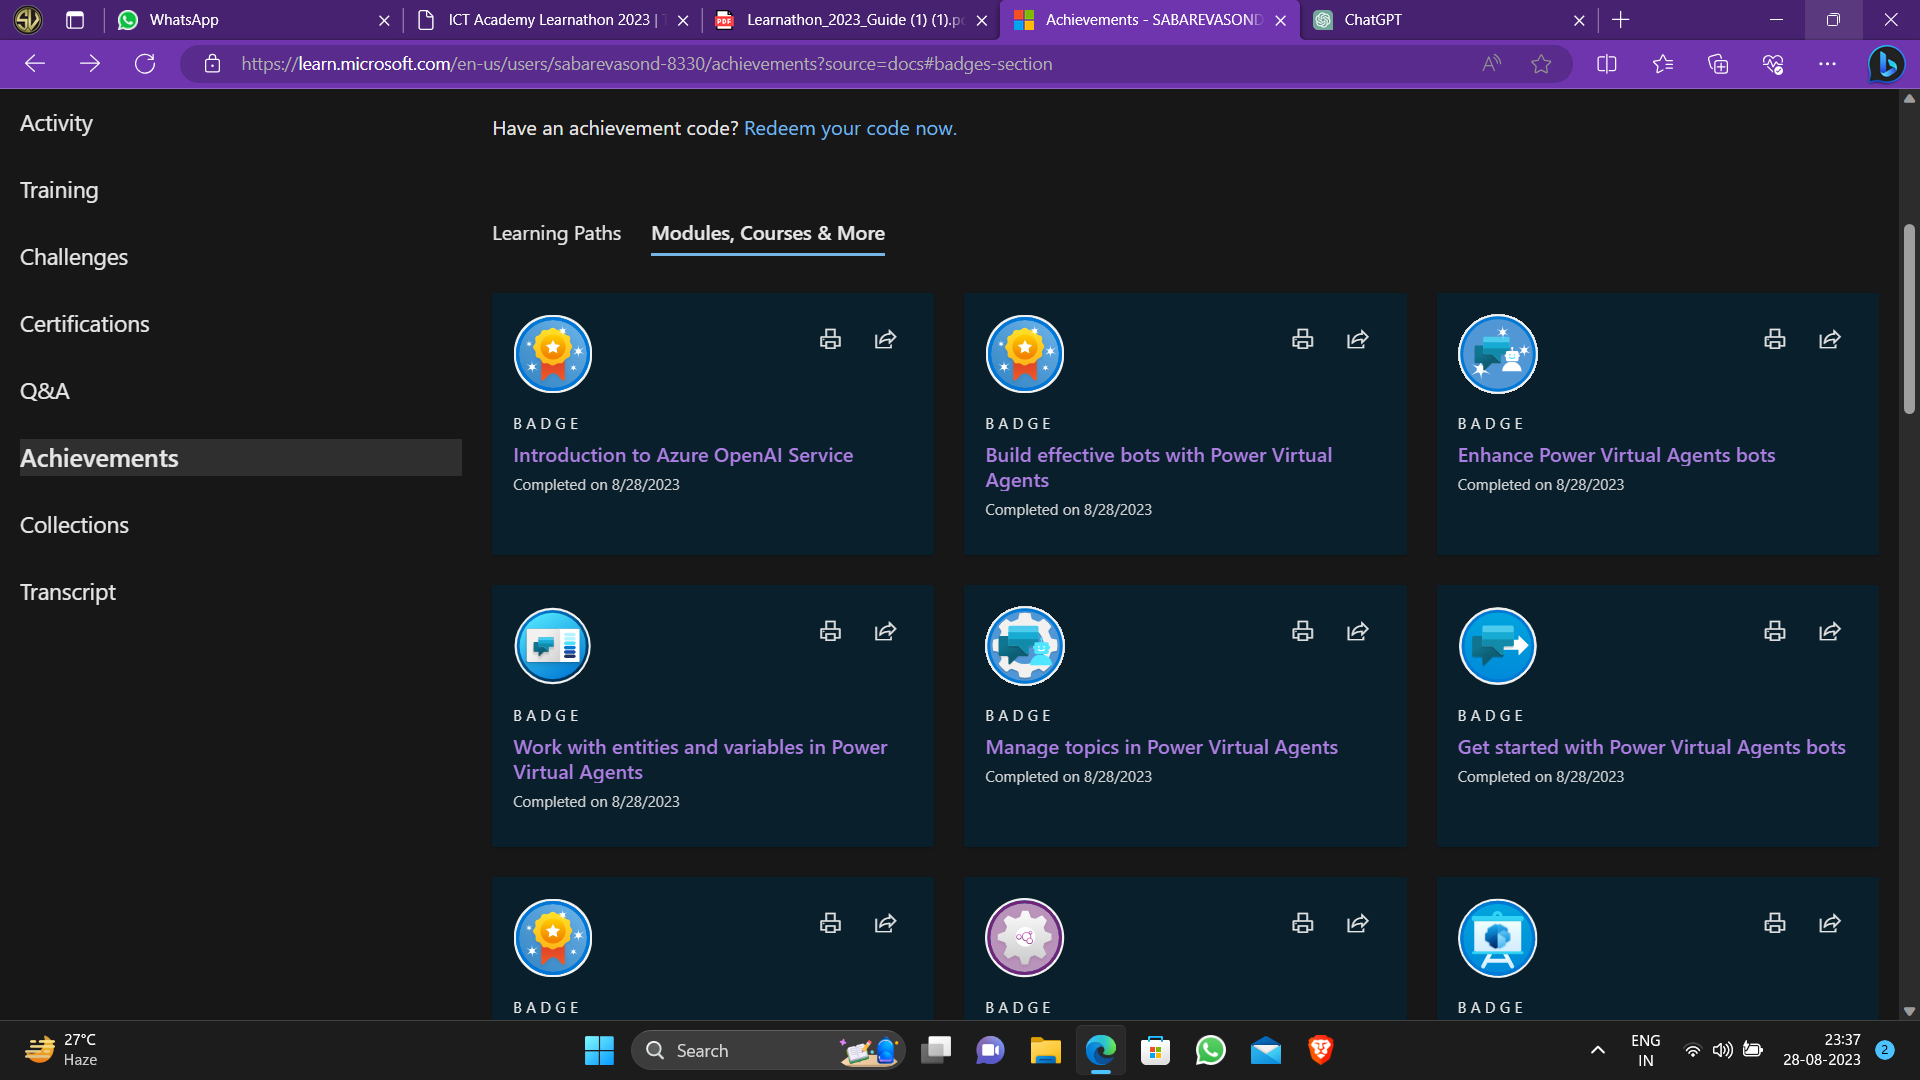 WhatsApp
ICT Academy Learnathon 2023 | T
Learnathon_2023_Guide (1) (1).p
Achievements - SABAREVASOND
ChatGPT
https://learn.microsoft.com/en-us/users/sabarevasond-8330/achievements?source=docs#badges-section
Activity
Training
Challenges
Certifications
Q&A
Achievements
Collections
Transcript
Have an achievement code? Redeem your code now.
Learning Paths
Modules, Courses & More
BADGE
Introduction to Azure OpenAI Service
Completed on 8/28/2023
BADGE
Build effective bots with Power Virtual
Agents
Completed on 8/28/2023
BADGE
Enhance Power Virtual Agents bots
Completed on 8/28/2023
BADGE
Work with entities and variables in Power
Virtual Agents
Completed on 8/28/2023
BADGE
Manage topics in Power Virtual Agents
Completed on 8/28/2023
BADGE
Get started with Power Virtual Agents bots
Completed on 8/28/2023
BADGE
BADGE
BADGE
27°C
Haze
Search
ENG
IN
23:37
28-08-2023
2